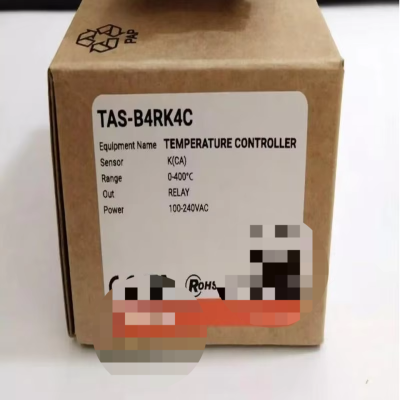 PAP
TAS-B4RK4C
Equipment Name TEMPERATURE CONTROLLER
Sensor K(CA)
Range 0-400℃
Out RELAY
Power 100-240VAC
RoHS